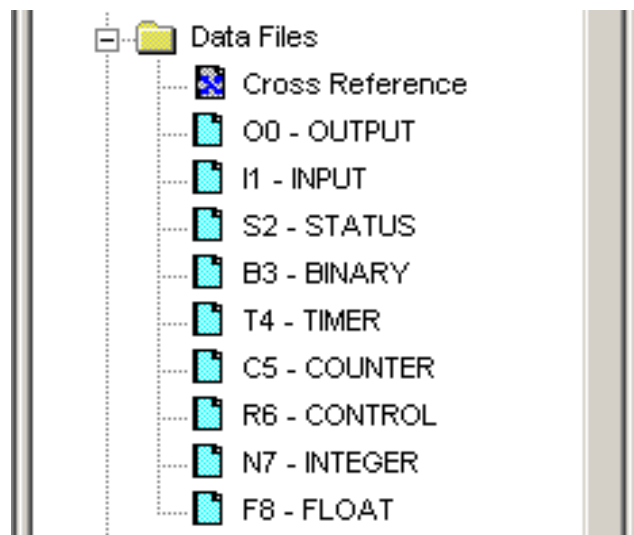 Data Files
Cross Reference
O0 - OUTPUT
I1 - INPUT
S2 - STATUS
B3 - BINARY
T4 - TIMER
C5 - COUNTER
R6 - CONTROL
N7 - INTEGER
F8 - FLOAT